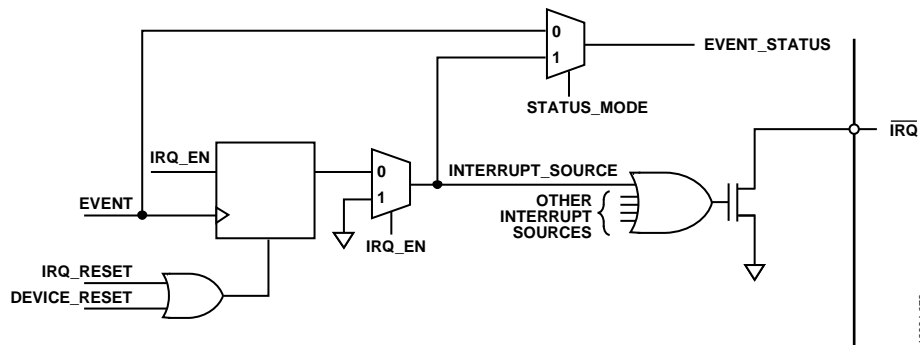 0
1
EVENT_STATUS
STATUS_MODE
IRQ
IRQ_EN
EVENT
0
1
IRQ_EN
INTERRUPT_SOURCE
OTHER
INTERRUPT
SOURCES
IRQ_RESET
DEVICE_RESET